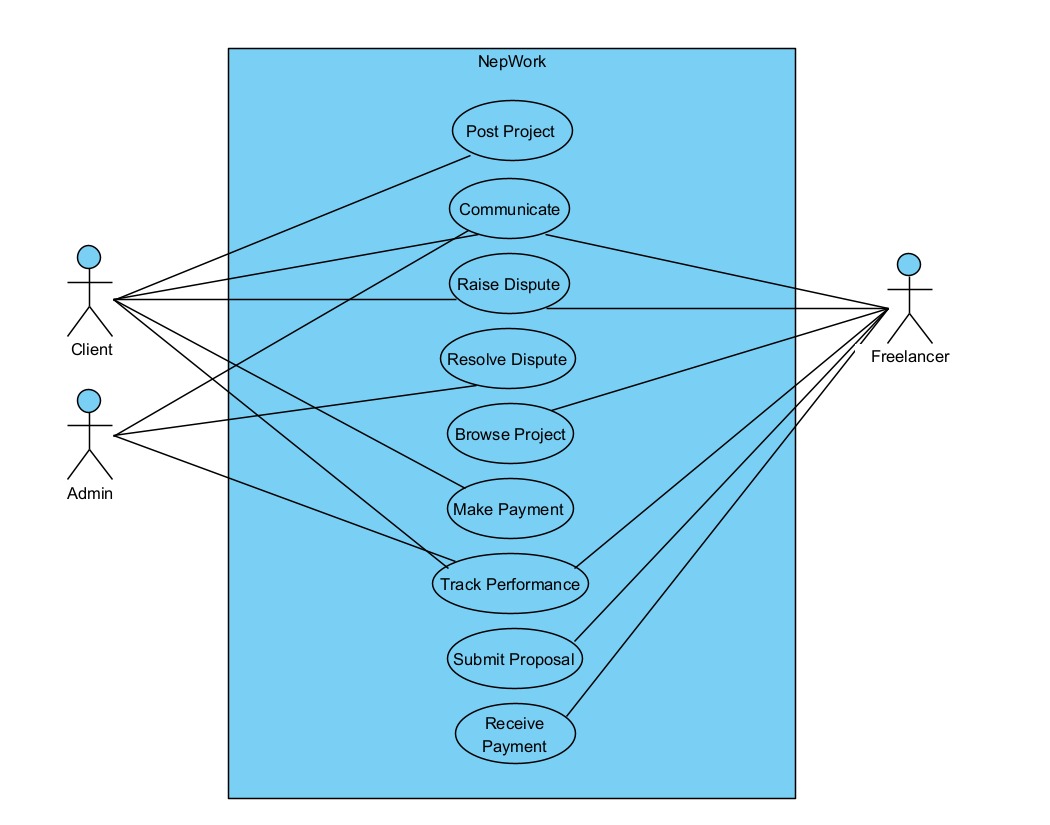 NepWork
Post Project
Communicate
Raise Dispute
Client
Freelancer
Resolve Dispute
Browse Project
Admin
Make Payment
Track Performance
Submit Proposal
Receive
Payment